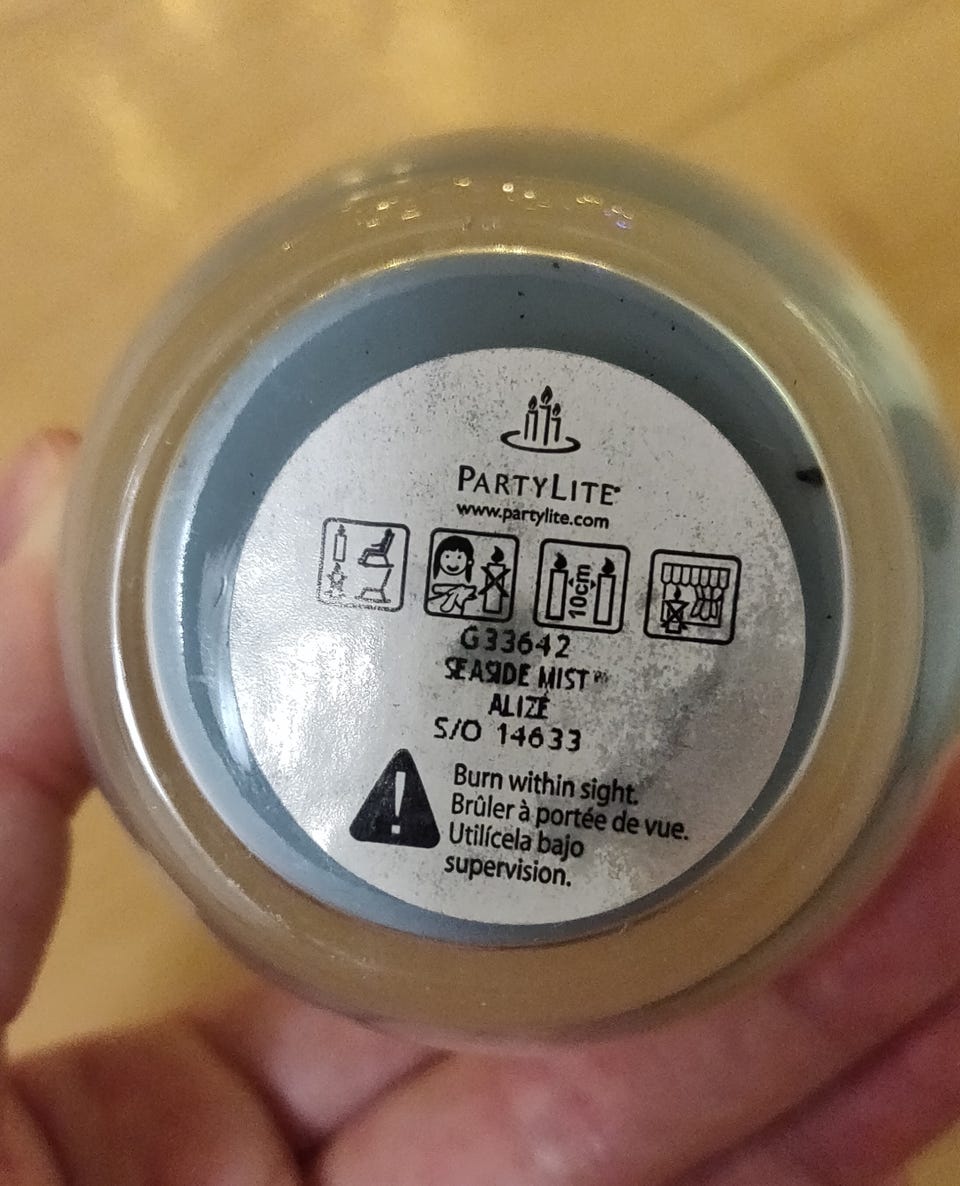 PARTYLITE®
www.partylite.com
10cm
G33642
SEASIDE MIST™
ALIZÉ
S/O 14633
Burn within sight.
Brûler à portée de vue.
Utilícela bajo
supervision.